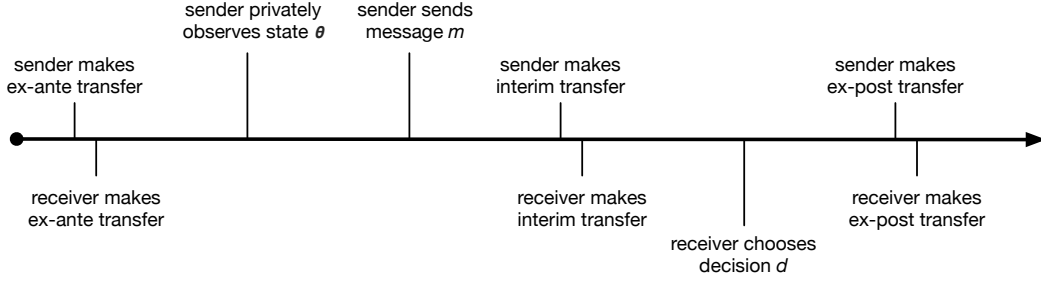 sender privately
observes state θ
sender sends
message m
sender makes
ex-ante transfer
sender makes
interim transfer
sender makes
ex-post transfer
receiver makes
ex-ante transfer
receiver makes
interim transfer
receiver makes
ex-post transfer
receiver chooses
decision d